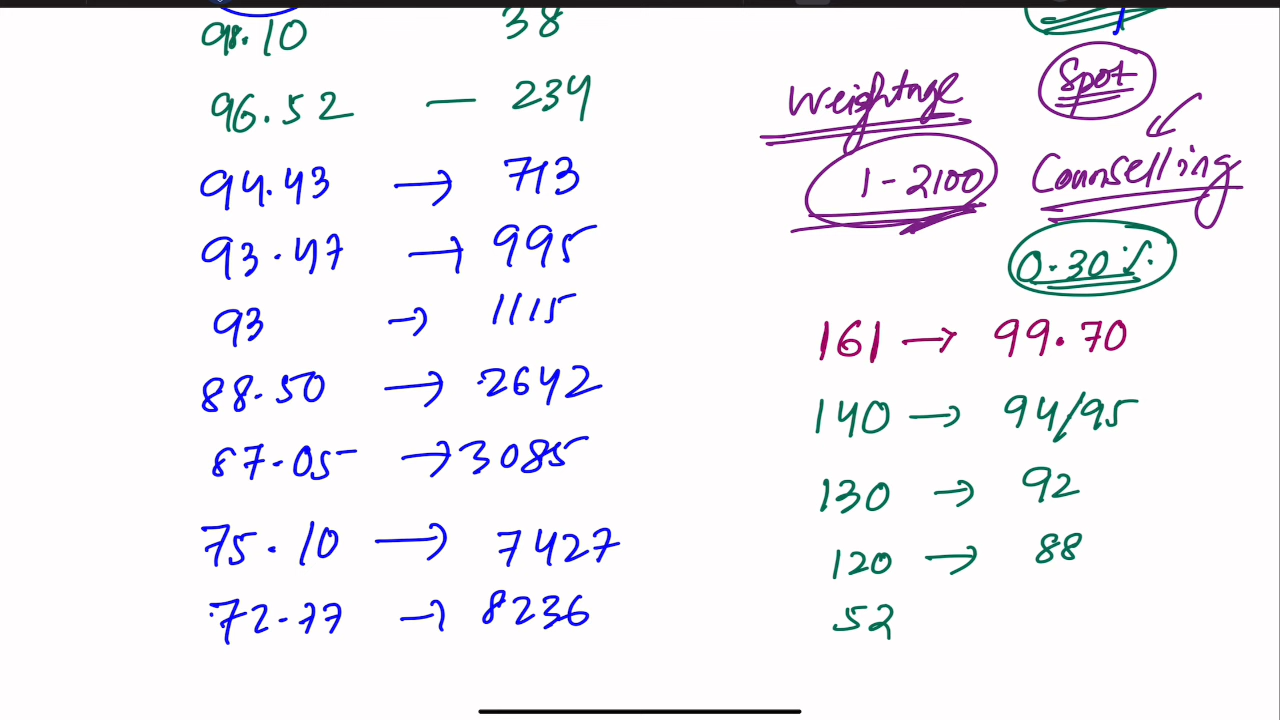 98.10 38
96.52 — 234
94.43 → 713
93.47 → 995
93 → 1115
88.50 → 2642
87.05 → 3085
75.10 → 7427
72.77 → 8236
Weightage
1-2100
Spot
Counselling
0.30%.
161 → 99.70
140 → 94/95
130 → 92
120 → 88
52